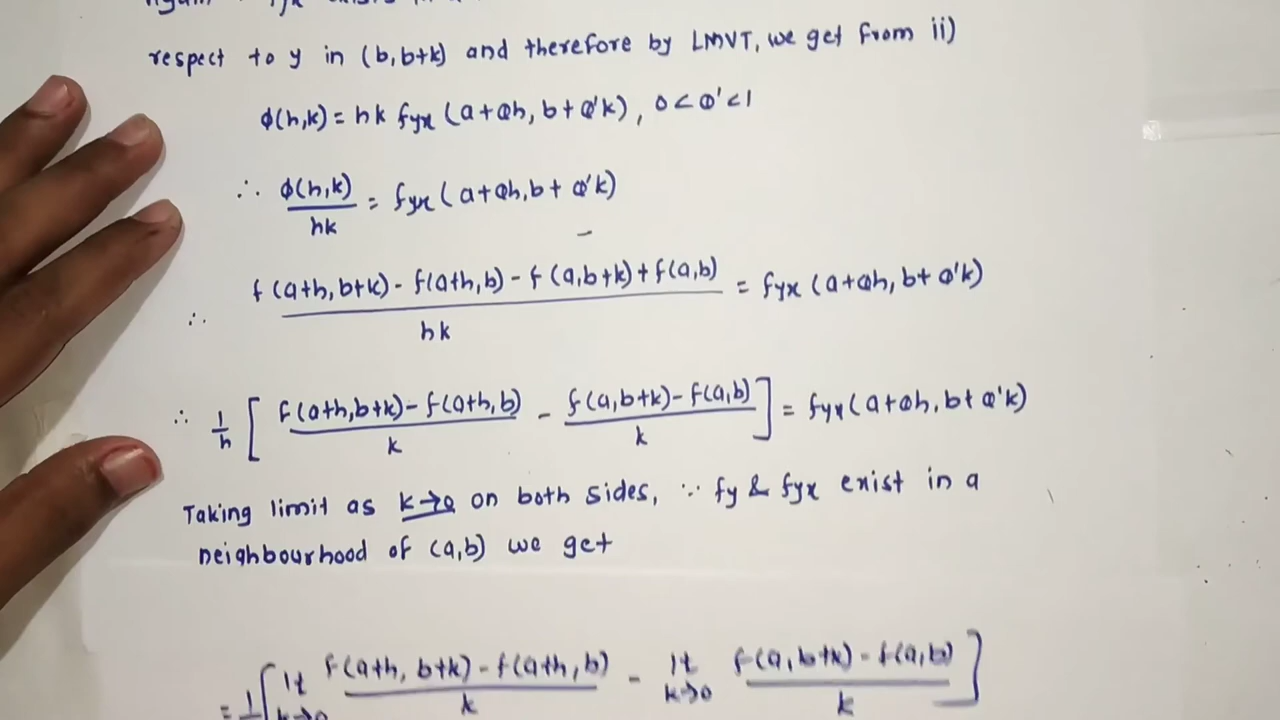 respect to y in (b, b+k) and therefore by LMVT, we get from ii)
ϕ(h,k) = hk fyx (a+θh, b+θ'k), 0<θ'<1
∴ ϕ(h,k)/hk = fyx (a+θh, b+θ'k)
∴ f(a+h, b+k) - f(a+h, b) - f(a, b+k) + f(a,b) / hk = fyx (a+θh, b+θ'k)
∴ 1/h [ f(a+h, b+k) - f(a+h, b) / k - f(a, b+k) - f(a,b) / k ] = fyx (a+θh, b+θ'k)
Taking limit as k→0 on both sides, ∵ fy & fyx exist in a
neighbourhood of (a,b) we get
= 1 [ lt k→0 f(a+h, b+k) - f(a+h, b) / k - lt k→0 f(a, b+k) - f(a,b) / k ]